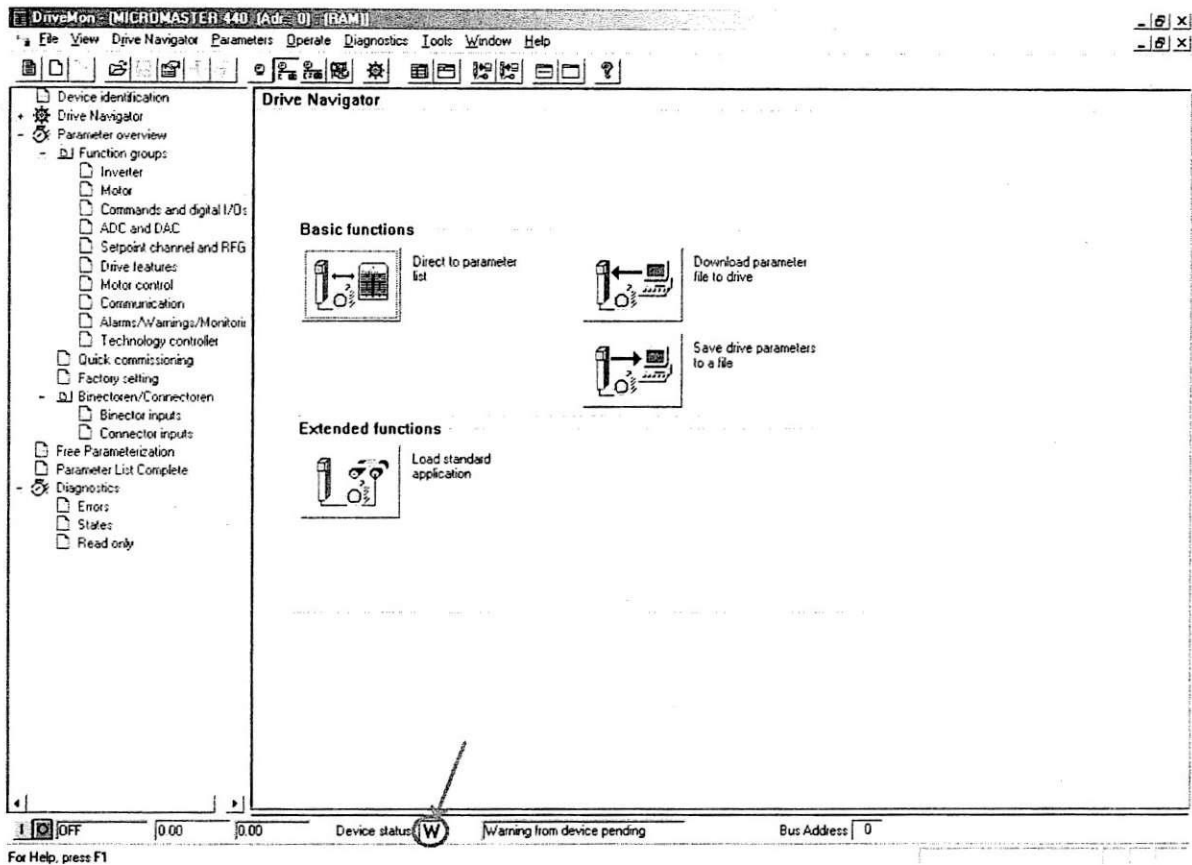 DriveMon - [MICROMASTER 440 (Adr. 0) (RAM)]
File View Drive Navigator Parameters Operate Diagnostics Tools Window Help
Device identification
Drive Navigator
Parameter overview
Function groups
Inverter
Motor
Commands and digital I/Os
ADC and DAC
Setpoint channel and RFG
Drive features
Motor control
Communication
Alarms/Warnings/Monitorin
Technology controller
Quick commissioning
Factory setting
Binectoren/Connectoren
Binector inputs
Connector inputs
Free Parameterization
Parameter List Complete
Diagnostics
Errors
States
Read only
Drive Navigator
Basic functions
Direct to parameter
list
Download parameter
file to drive
Save drive parameters
to a file
Extended functions
Load standard
application
OFF 0.00 0.00 Device status: W Warning from device pending Bus Address 0
For Help, press F1